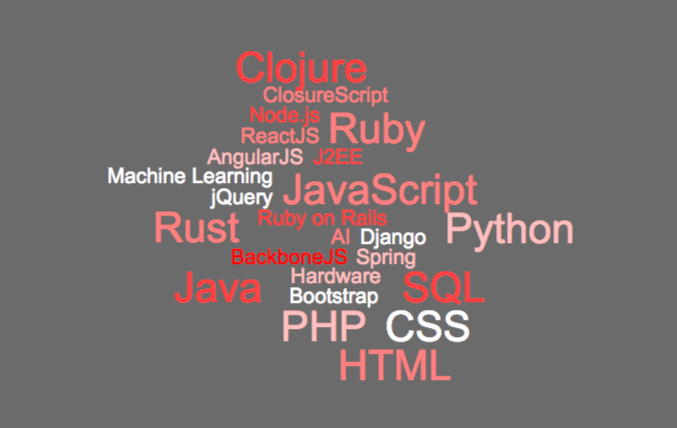 Clojure
ClosureScript
Node.js
ReactJS Ruby
AngularJS J2EE
Machine Learning
jQuery JavaScript
Ruby on Rails
Rust AI Django Python
BackboneJS Spring
Hardware
Java Bootstrap SQL
PHP CSS
HTML